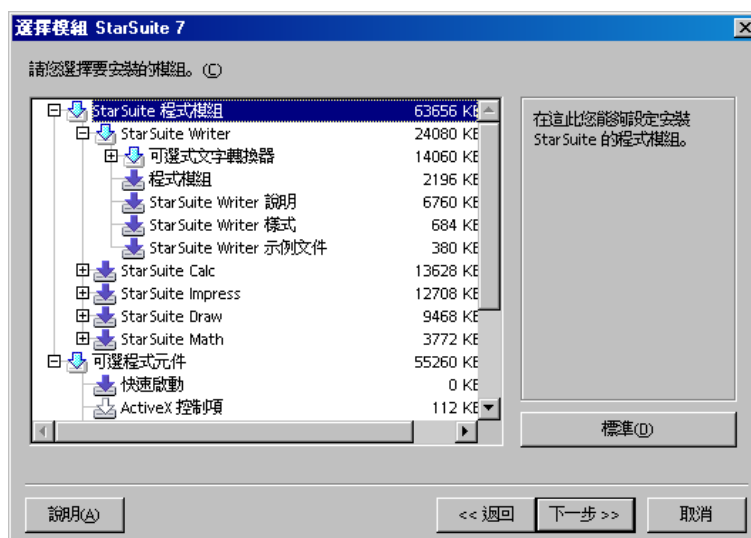 選擇模組 StarSuite 7
請您選擇要安裝的模組。(C)
StarSuite 程式模組 63656 KB
StarSuite Writer 24080 KB
可選式文字轉換器 14060 KB
程式模組 2196 KB
StarSuite Writer 說明 6760 KB
StarSuite Writer 樣式 684 KB
StarSuite Writer 示例文件 380 KB
StarSuite Calc 13628 KB
StarSuite Impress 12708 KB
StarSuite Draw 9468 KB
StarSuite Math 3772 KB
可選程式元件 55260 KB
快速啟動 0 KB
ActiveX 控制項 112 KB
在這此您能夠設定安裝
StarSuite 的程式模組。
標準(D)
說明(A)
<< 返回
下一步 >>
取消